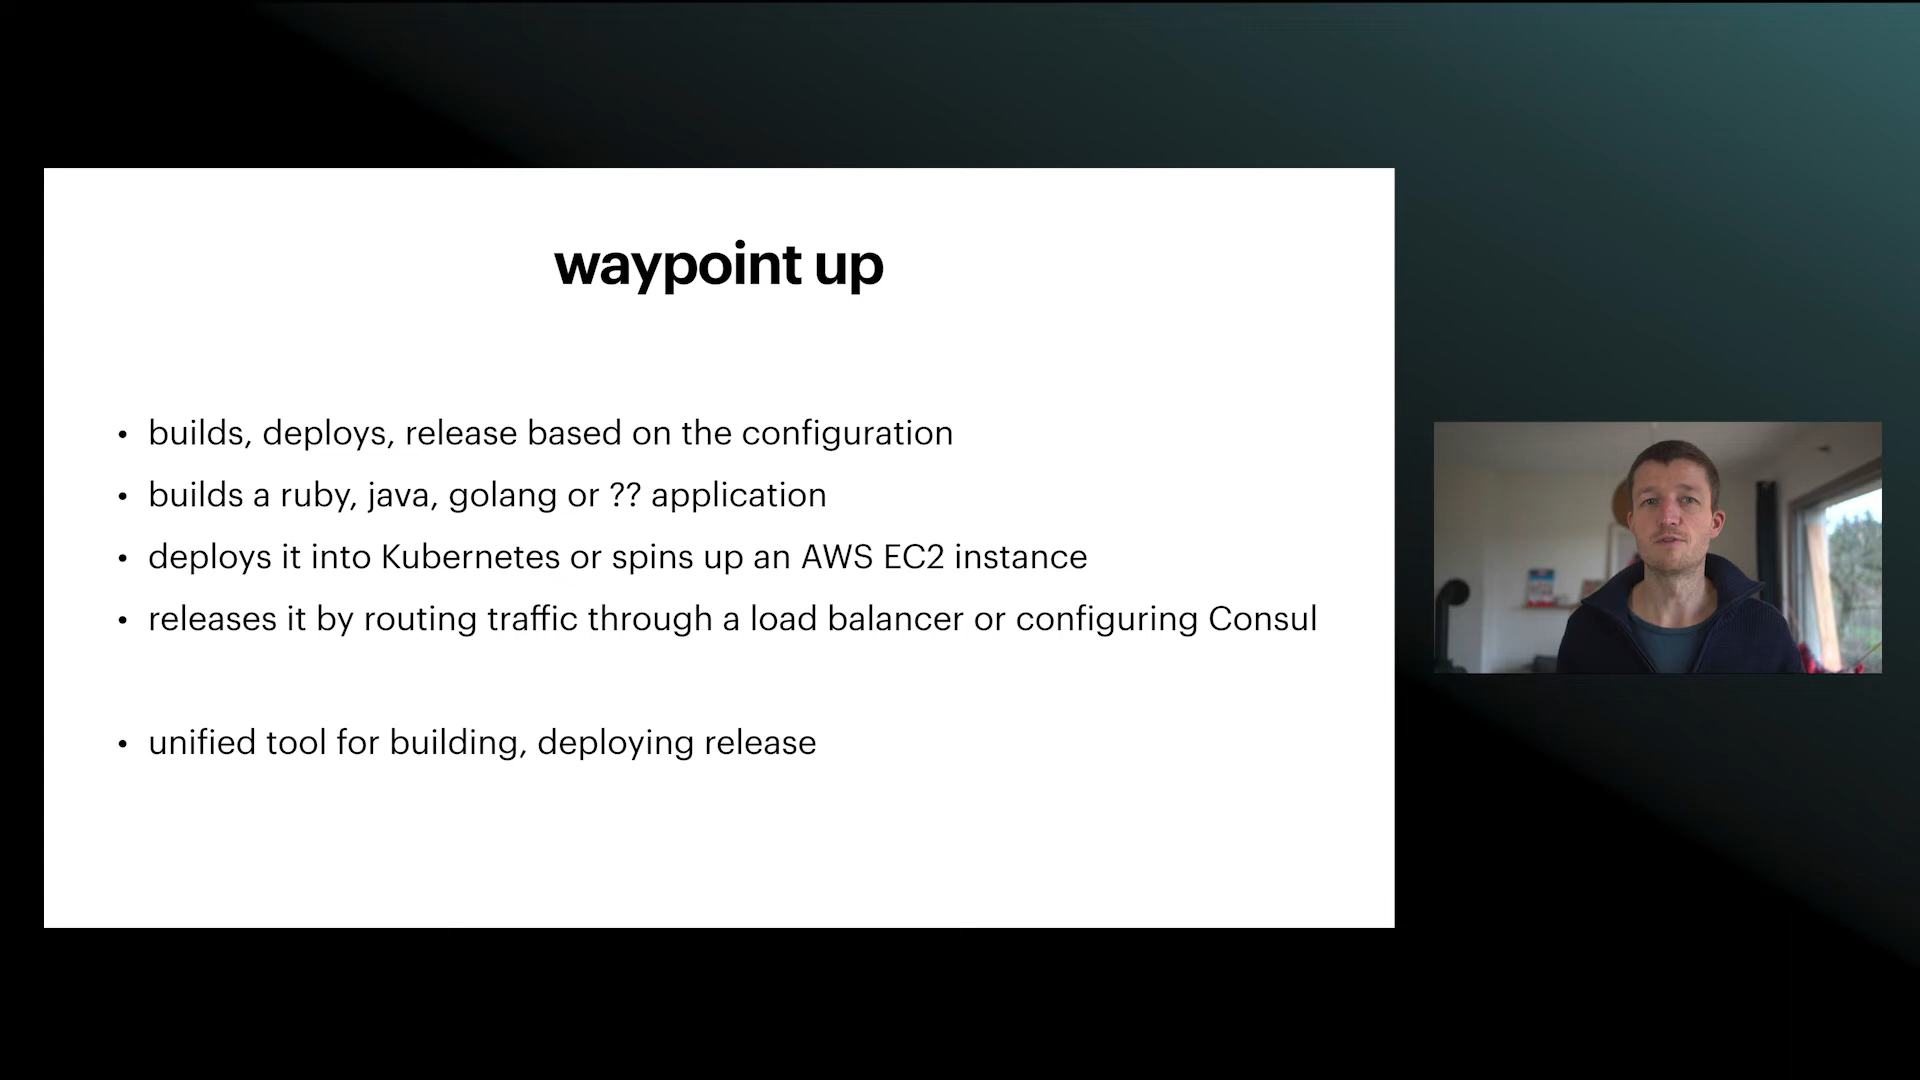 waypoint up
• builds, deploys, release based on the configuration
• builds a ruby, java, golang or ?? application
• deploys it into Kubernetes or spins up an AWS EC2 instance
• releases it by routing traffic through a load balancer or configuring Consul
• unified tool for building, deploying release